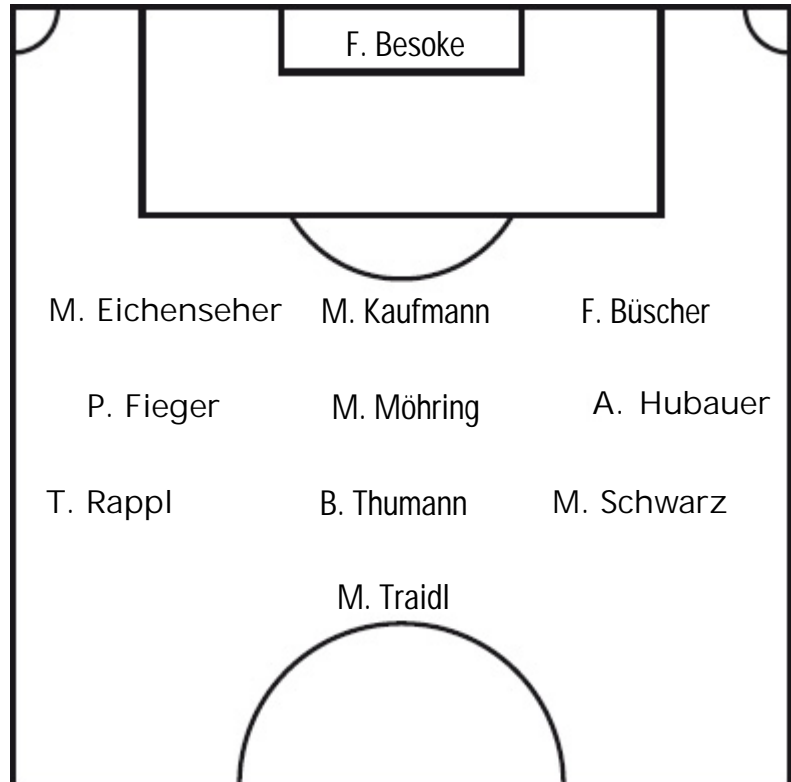 F. Besoke
M. Eichenseher M. Kaufmann F. Büscher
P. Fieger M. Möhring A. Hubauer
T. Rappl B. Thumann M. Schwarz
M. Traidl